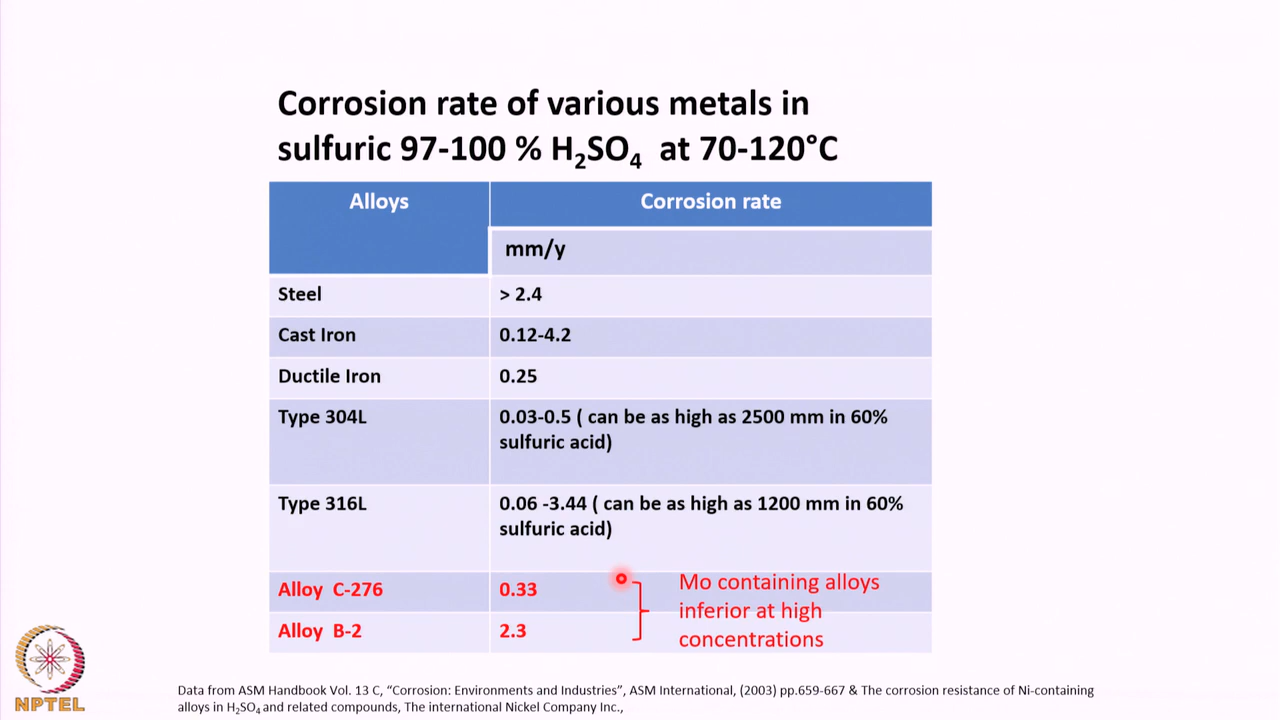 Corrosion rate of various metals in
sulfuric 97-100 % H₂SO₄ at 70-120°C
Alloys Corrosion rate
mm/y
Steel > 2.4
Cast Iron 0.12-4.2
Ductile Iron 0.25
Type 304L 0.03-0.5 ( can be as high as 2500 mm in 60%
sulfuric acid)
Type 316L 0.06 -3.44 ( can be as high as 1200 mm in 60%
sulfuric acid)
Alloy C-276 0.33
Alloy B-2 2.3
Mo containing alloys
inferior at high
concentrations
NPTEL
Data from ASM Handbook Vol. 13 C, “Corrosion: Environments and Industries”, ASM International, (2003) pp.659-667 & The corrosion resistance of Ni-containing
alloys in H₂SO₄ and related compounds, The international Nickel Company Inc.,